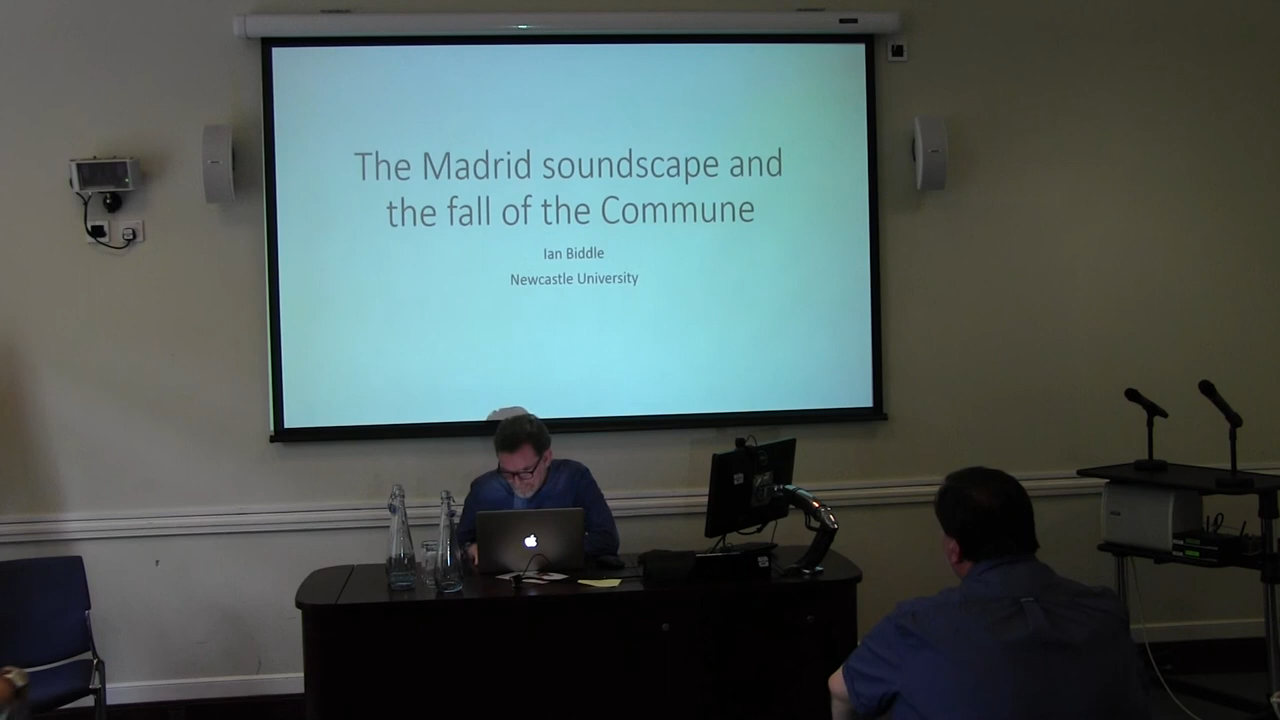 The Madrid soundscape and
the fall of the Commune
Ian Biddle
Newcastle University